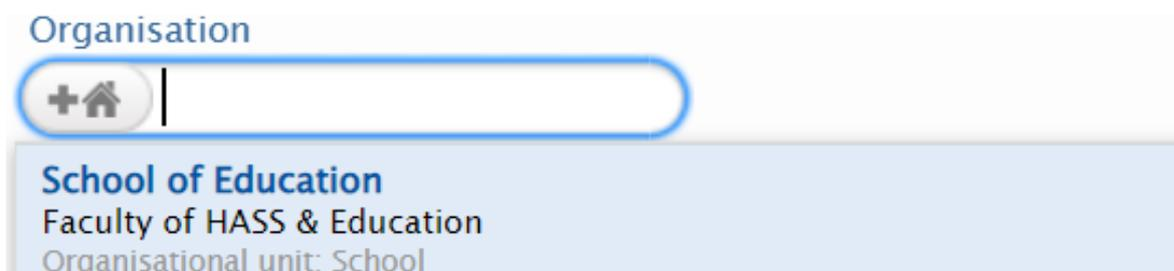 Organisation
School of Education
Faculty of HASS & Education
Organisational unit: School